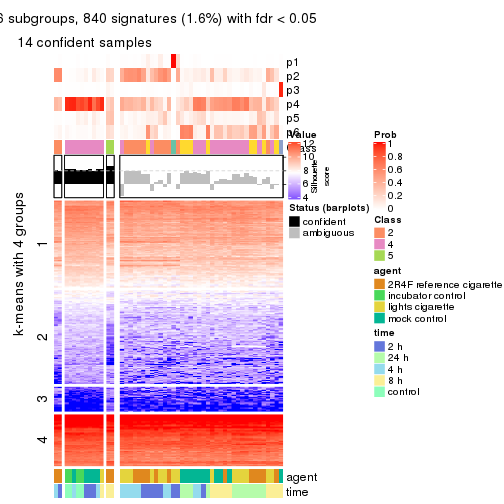 6 subgroups, 840 signatures (1.6%) with fdr < 0.05
14 confident samples
p1
p2
p3
p4
p5
p6
Class
Silhouette
score
k-means with 4 groups
1
2
3
4
agent
time
Value
12
10
8
6
4
Status (barplots)
confident
ambiguous
Prob
1
0.8
0.6
0.4
0.2
0
Class
2
4
5
agent
2R4F reference cigarette
incubator control
lights cigarette
mock control
time
2 h
24 h
4 h
8 h
control